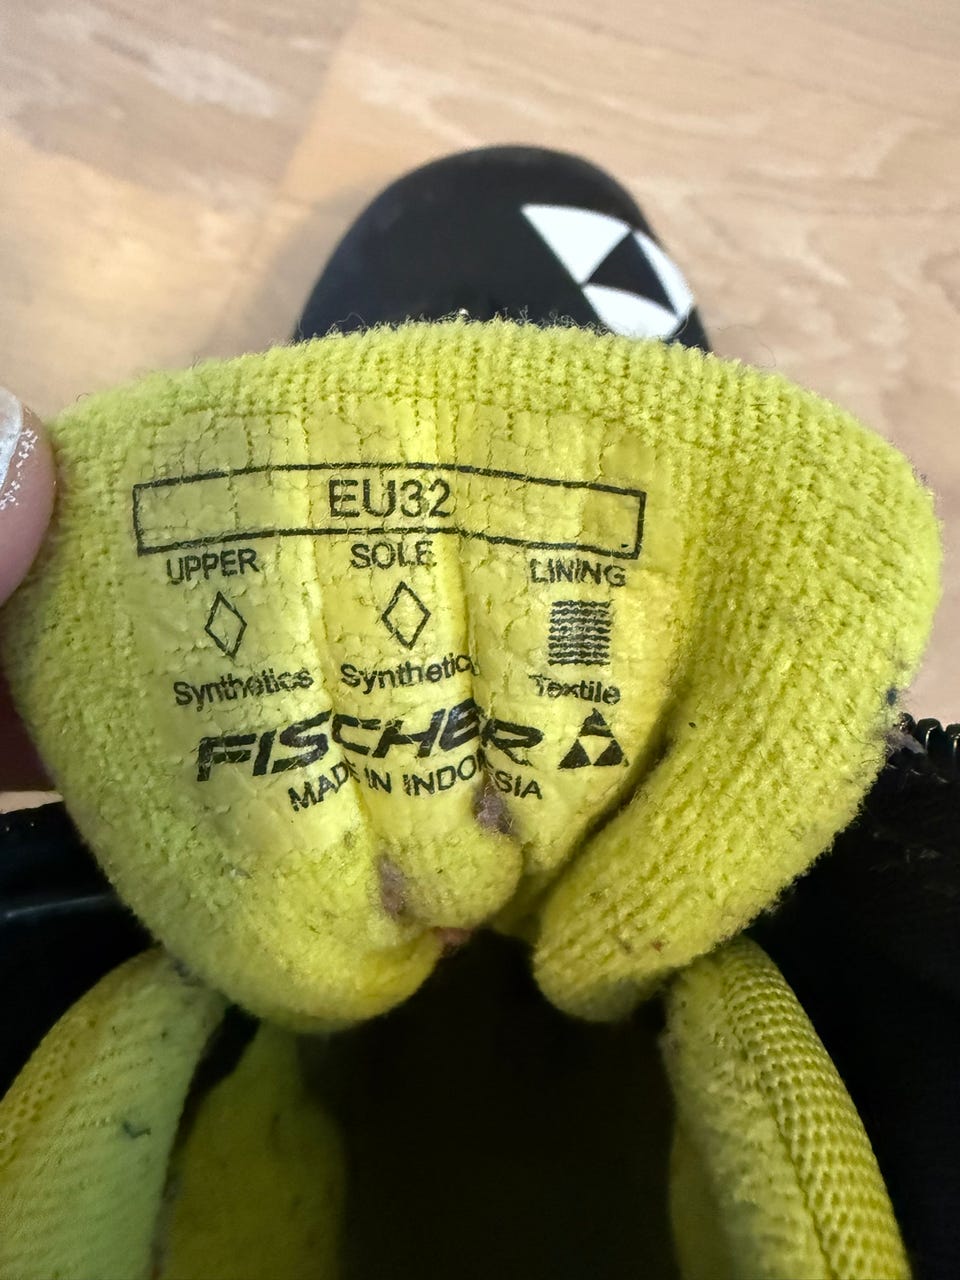 EU32
UPPER SOLE LINING
Synthetics Synthetics Textile
FISCHER
MADE IN INDONESIA